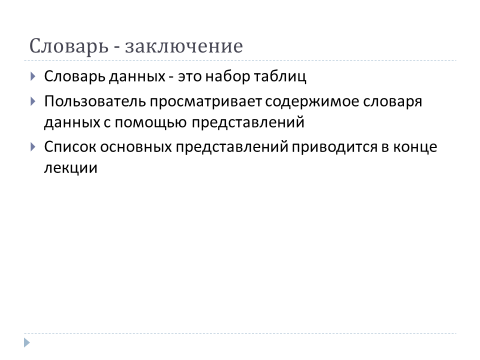 Словарь - заключение
Словарь данных - это набор таблиц
Пользователь просматривает содержимое словаря
данных с помощью представлений
Список основных представлений приводится в конце
лекции